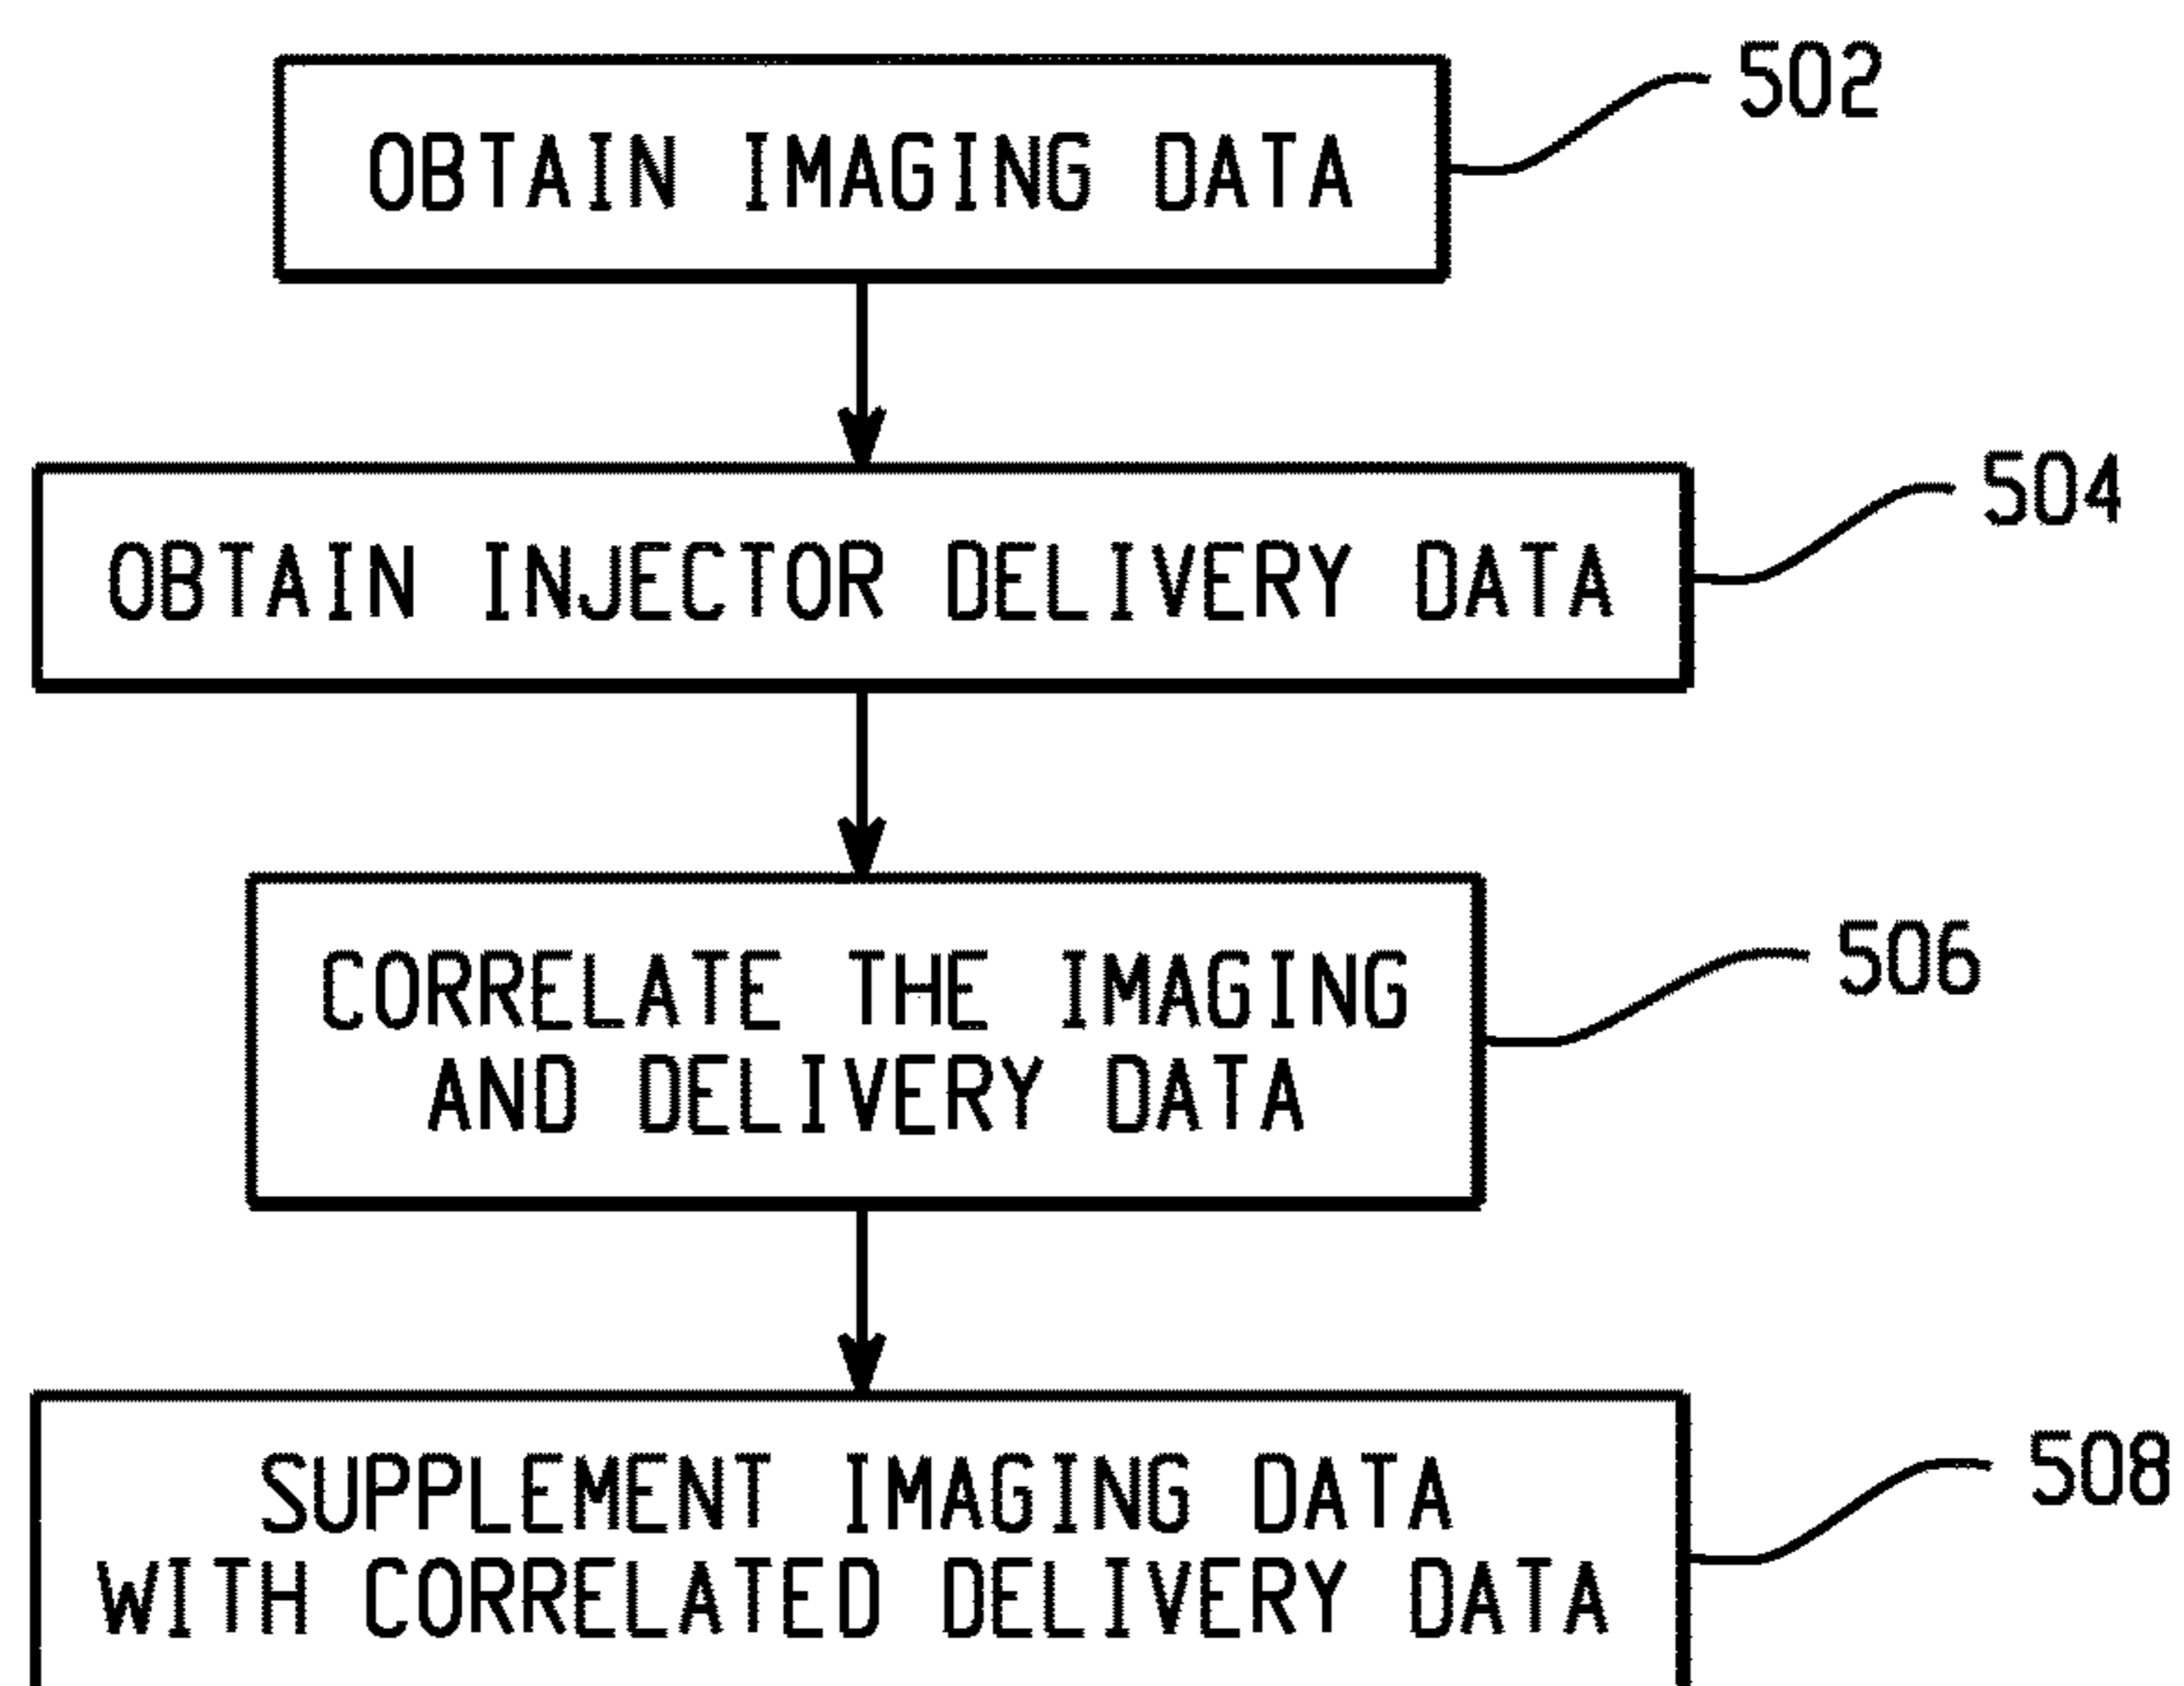 502
OBTAIN IMAGING DATA
504
OBTAIN INJECTOR DELIVERY DATA
506
CORRELATE THE IMAGING
AND DELIVERY DATA
508
SUPPLEMENT IMAGING DATA
WITH CORRELATED DELIVERY DATA